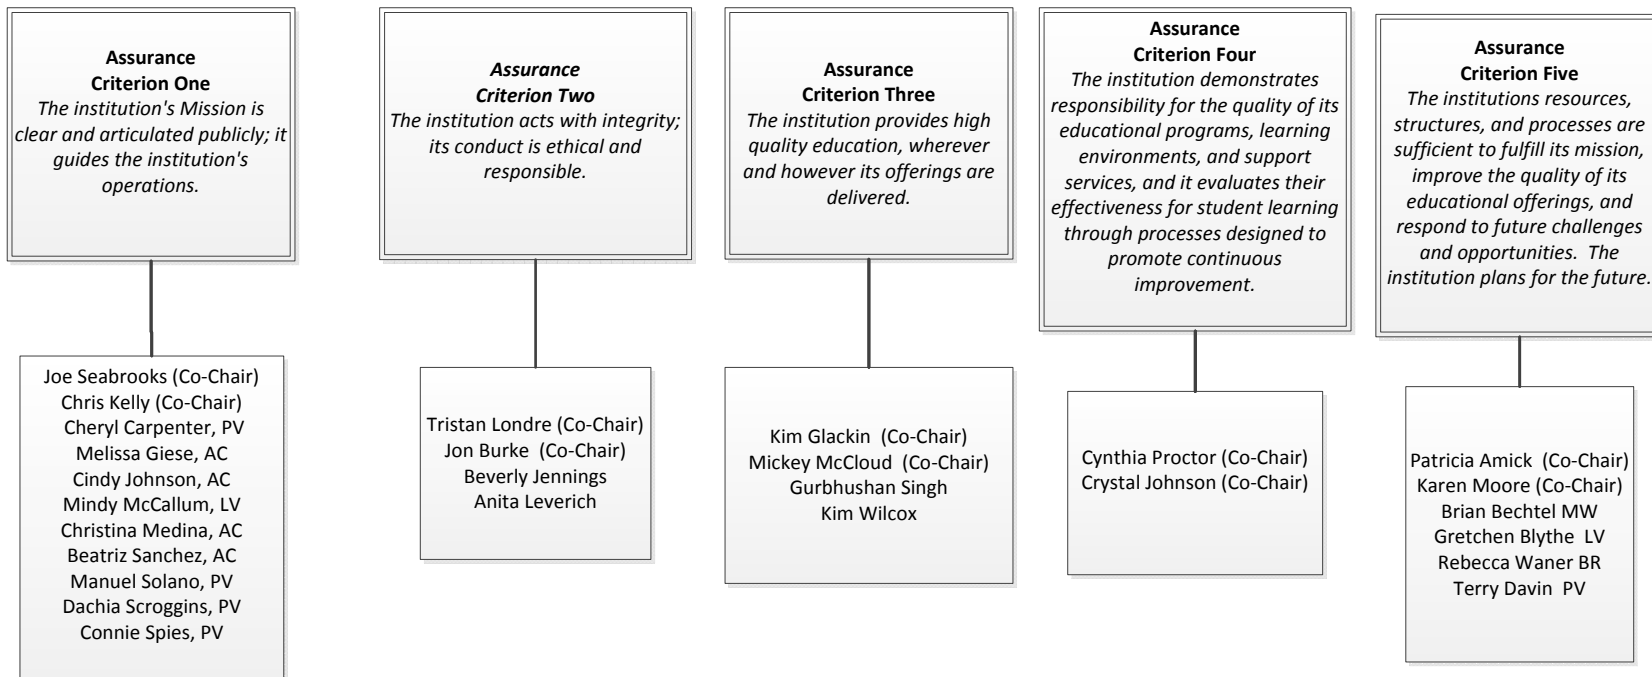 Assurance
Criterion One
The institution's Mission is
clear and articulated publicly; it
guides the institution's
operations.
Assurance
Criterion Two
The institution acts with integrity;
its conduct is ethical and
responsible.
Assurance
Criterion Three
The institution provides high
quality education, wherever
and however its offerings are
delivered.
Assurance
Criterion Four
The institution demonstrates
responsibility for the quality of its
educational programs, learning
environments, and support
services, and it evaluates their
effectiveness for student learning
through processes designed to
promote continuous
improvement.
Assurance
Criterion Five
The institutions resources,
structures, and processes are
sufficient to fulfill its mission,
improve the quality of its
educational offerings, and
respond to future challenges
and opportunities.  The
institution plans for the future.
Joe Seabrooks (Co-Chair)
Chris Kelly (Co-Chair)
Cheryl Carpenter, PV
Melissa Giese, AC
Cindy Johnson, AC
Mindy McCallum, LV
Christina Medina, AC
Beatriz Sanchez, AC
Manuel Solano, PV
Dachia Scroggins, PV
Connie Spies, PV
Tristan Londre (Co-Chair)
Jon Burke  (Co-Chair)
Beverly Jennings
Anita Leverich
Kim Glackin  (Co-Chair)
Mickey McCloud  (Co-Chair)
Gurbhushan Singh
Kim Wilcox
Cynthia Proctor (Co-Chair)
Crystal Johnson (Co-Chair)
Patricia Amick  (Co-Chair)
Karen Moore (Co-Chair)
Brian Bechtel MW
Gretchen Blythe  LV
Rebecca Waner BR
Terry Davin  PV